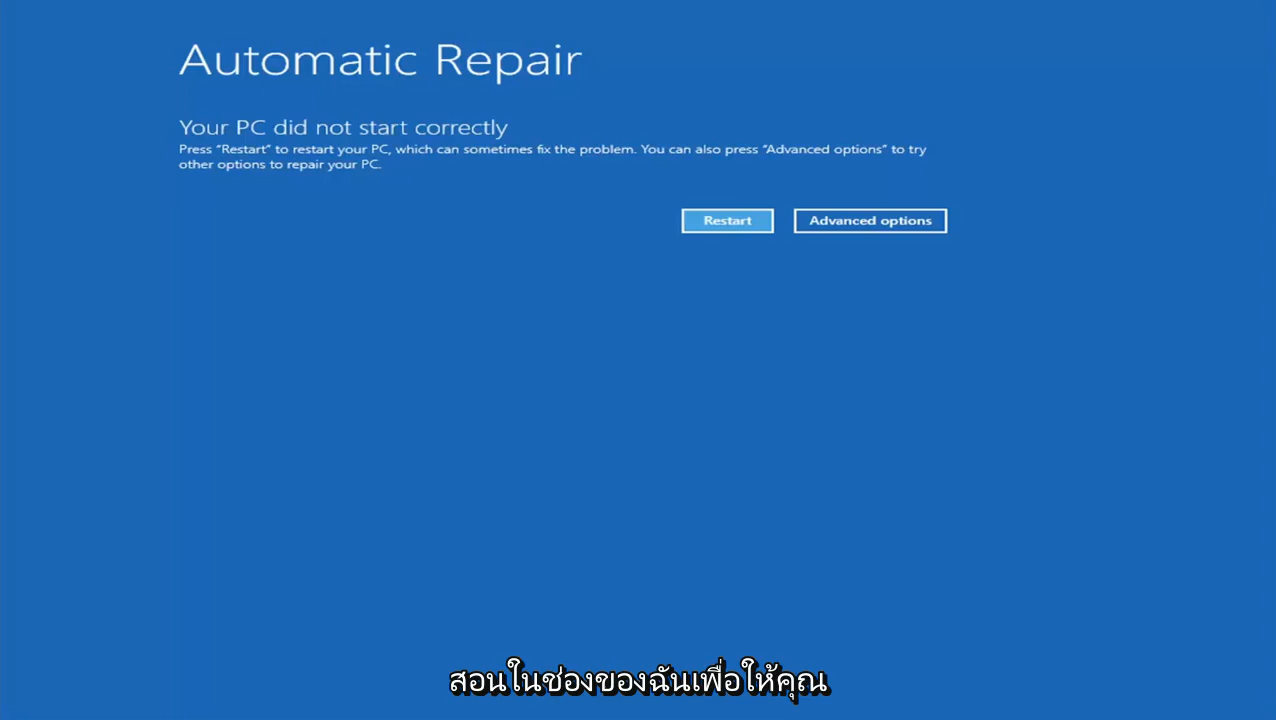 Automatic Repair
Your PC did not start correctly
Press “Restart” to restart your PC, which can sometimes fix the problem. You can also press “Advanced options” to try
other options to repair your PC.
Restart
Advanced options
สอนในช่องของฉันเพื่อให้คุณ